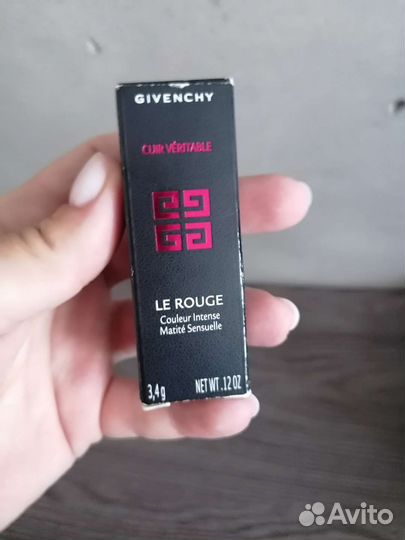 GIVENCHY
CUIR VÉRITABLE
LE ROUGE
Couleur Intense
Matité Sensuelle
3,4g NET WT. .12 OZ
Avito